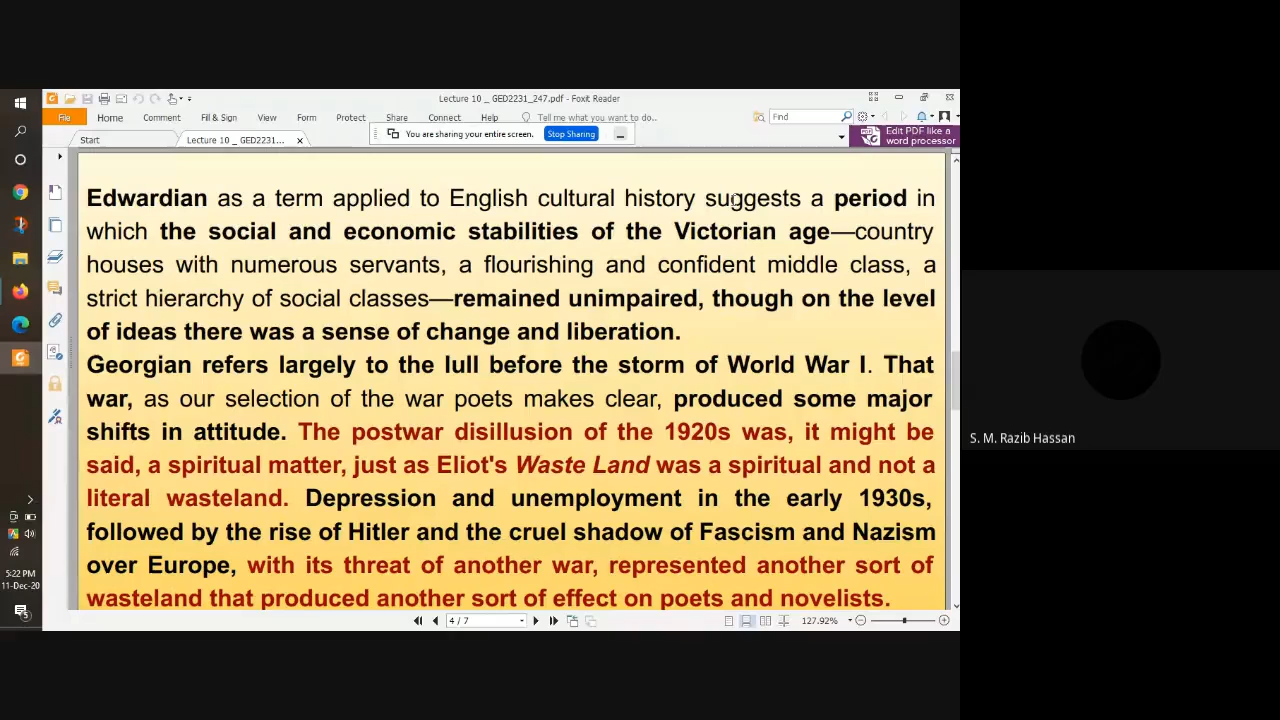 Lecture 10 _ GED2231_247.pdf - Foxit Reader
File Home Comment Fill & Sign Share View Form Protect Share Connect Help Tell me what you want to do.. Find
You are sharing your entire screen. Stop Sharing
Edit PDF like a
word processor
Start Lecture 10 _ GED2231...
Edwardian as a term applied to English cultural history suggests a period in
which the social and economic stabilities of the Victorian age—country
houses with numerous servants, a flourishing and confident middle class, a
strict hierarchy of social classes—remained unimpaired, though on the level
of ideas there was a sense of change and liberation.
Georgian refers largely to the lull before the storm of World War I. That
war, as our selection of the war poets makes clear, produced some major
shifts in attitude. The postwar disillusion of the 1920s was, it might be
said, a spiritual matter, just as Eliot's Waste Land was a spiritual and not a
literal wasteland. Depression and unemployment in the early 1930s,
followed by the rise of Hitler and the cruel shadow of Fascism and Nazism
over Europe, with its threat of another war, represented another sort of
wasteland that produced another sort of effect on poets and novelists.
S. M. Razib Hassan
5:22 PM
11-Dec-20
4 / 7
127.92%